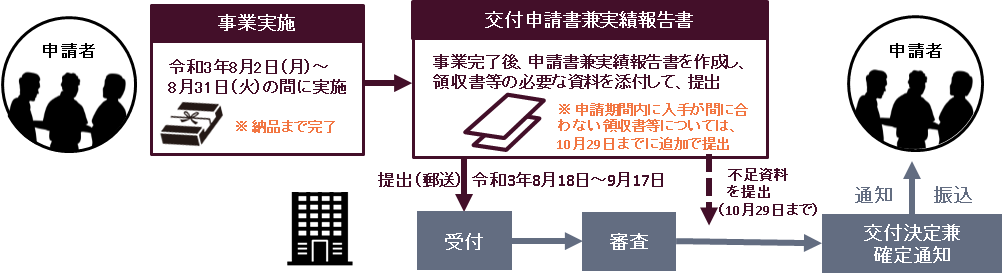 申請者
事業実施
令和3年8月2日(月)～
8月31日(火)の間に実施
※ 納品まで完了
交付申請書兼実績報告書
事業完了後、申請書兼実績報告書を作成し、
領収書等の必要な資料を添付して、提出
※ 申請期間内に入手が間に合
わない領収書等については、
10月29日までに追加で提出
申請者
提出(郵送)
令和3年8月18日～9月17日
不足資料
を提出
(10月29日まで)
通知
振込
受付
審査
交付決定兼
確定通知